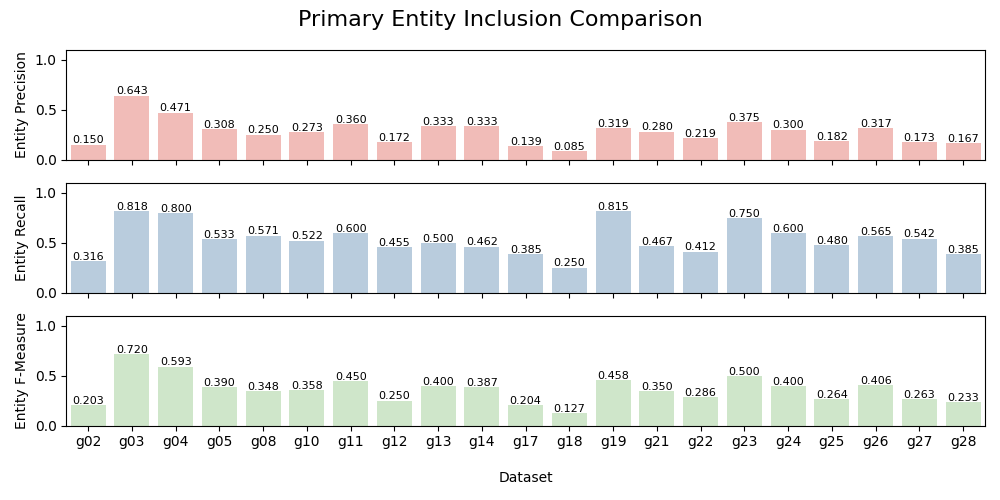 Primary Entity Inclusion Comparison
Entity Precision
1.0
0.5
0.0
0.150 0.643 0.471 0.308 0.250 0.273 0.360 0.172 0.333 0.333 0.139 0.085 0.319 0.280 0.219 0.375 0.300 0.182 0.317 0.173 0.167
Entity Recall
1.0
0.5
0.0
0.316 0.818 0.800 0.533 0.571 0.522 0.600 0.455 0.500 0.462 0.385 0.250 0.815 0.467 0.412 0.750 0.600 0.480 0.565 0.542 0.385
Entity F-Measure
1.0
0.5
0.0
0.203 0.720 0.593 0.390 0.348 0.358 0.450 0.250 0.400 0.387 0.204 0.127 0.458 0.350 0.286 0.500 0.400 0.264 0.406 0.263 0.233
g02 g03 g04 g05 g08 g10 g11 g12 g13 g14 g17 g18 g19 g21 g22 g23 g24 g25 g26 g27 g28
Dataset